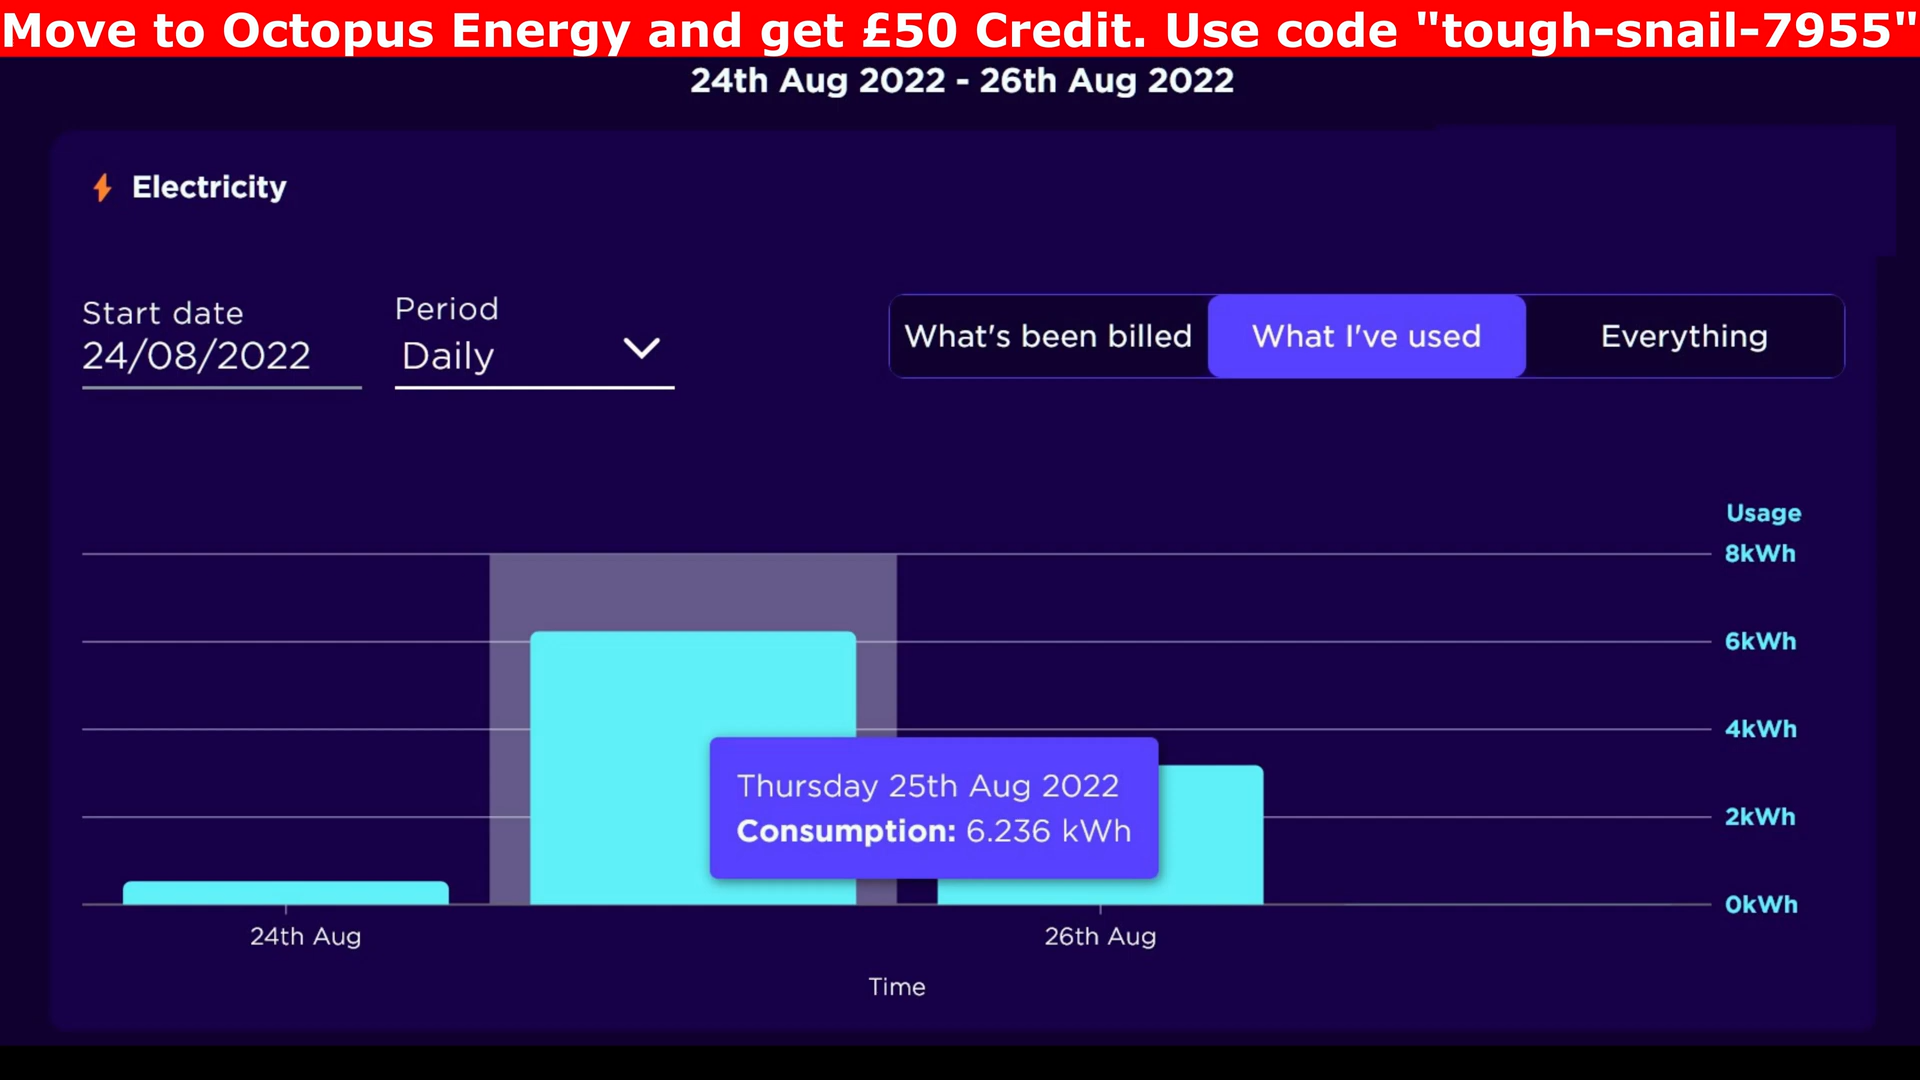 Move to Octopus Energy and get £50 Credit. Use code "tough-snail-7955"
24th Aug 2022 - 26th Aug 2022
Electricity
Start date
24/08/2022
Period
Daily
What's been billed
What I've used
Everything
Usage
8kWh
6kWh
4kWh
Thursday 25th Aug 2022
Consumption: 6.236 kWh
2kWh
0kWh
24th Aug
26th Aug
Time